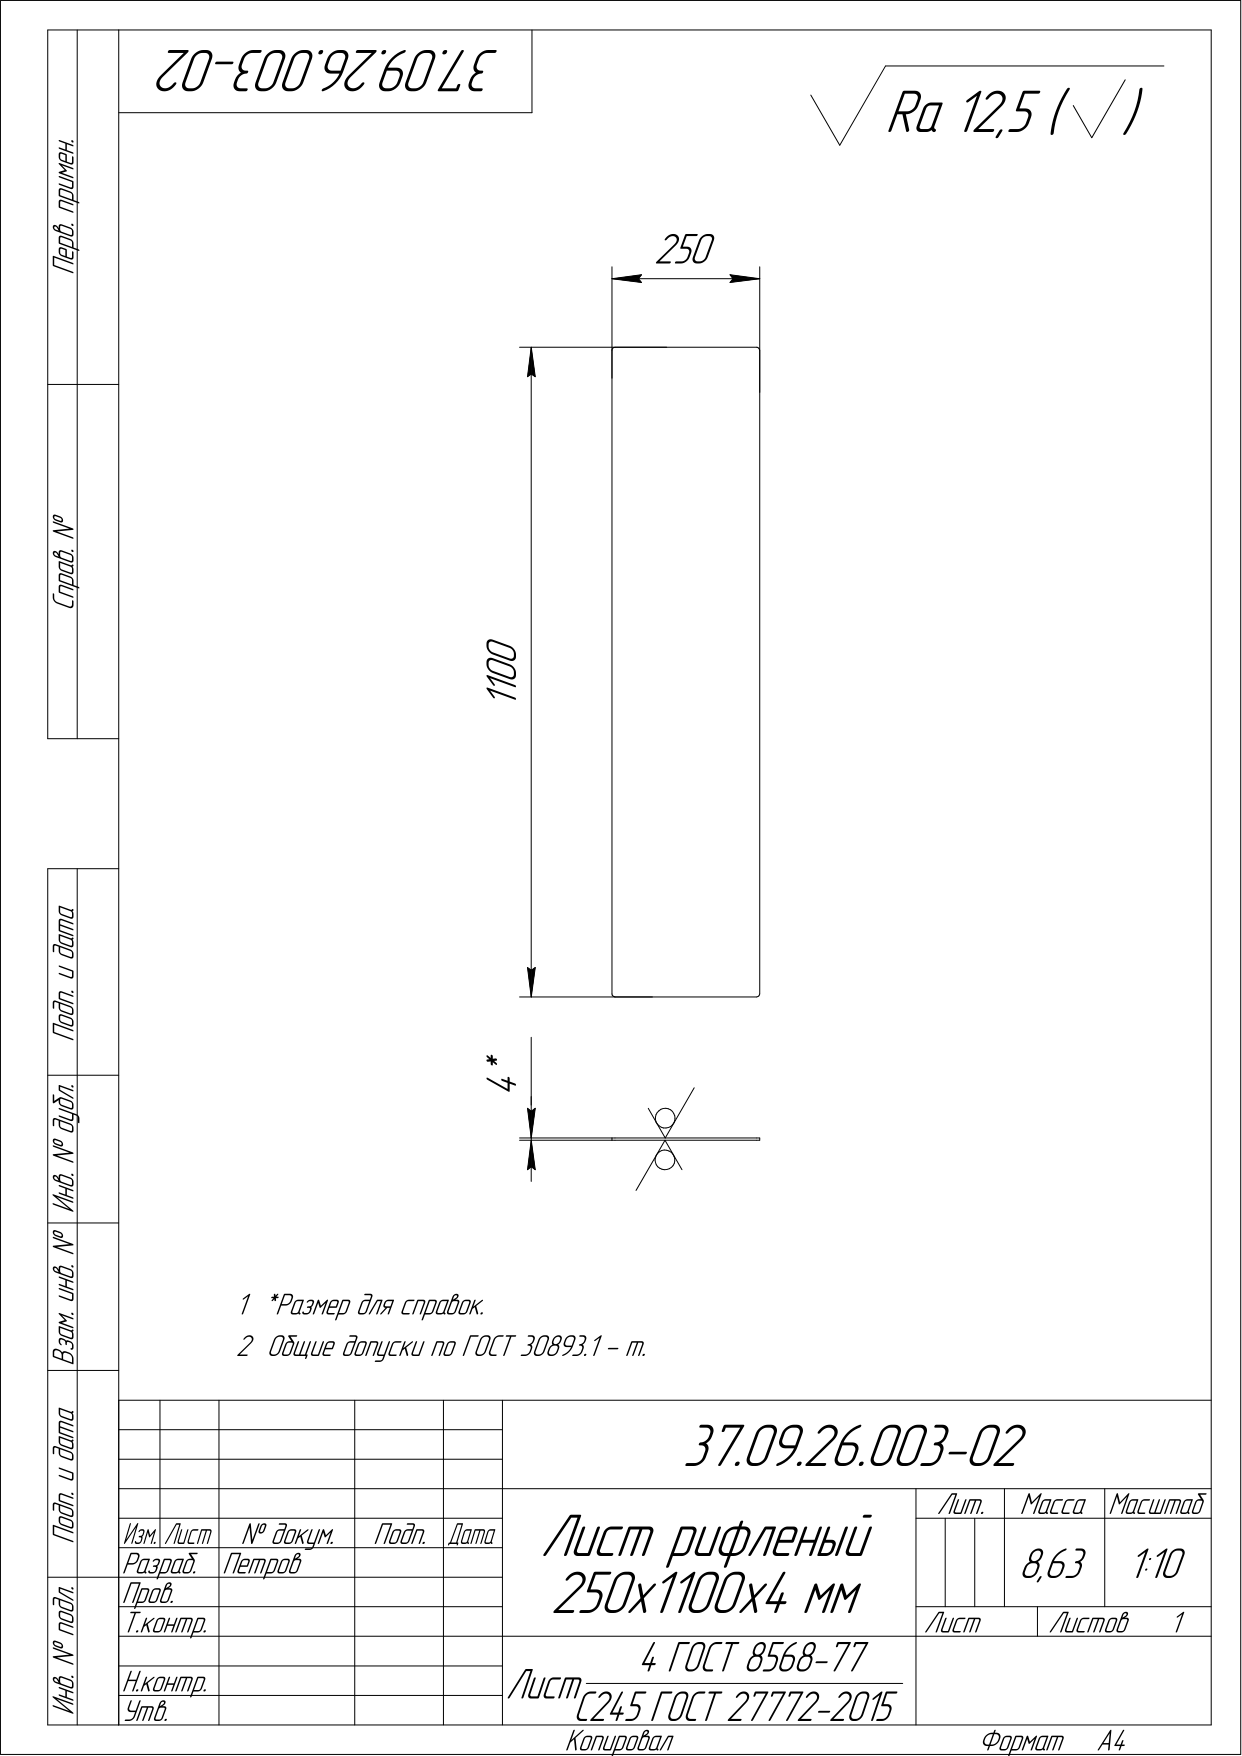 37.09.26.003-02
Ra 12,5 (√)
Перв. примен.
Справ. №
Подп. и дата
Инв. № дубл.
Взам. инв. №
Подп. и дата
Инв. № подл.
250
1100
4*
1 *Размер для справок.
2 Общие допуски по ГОСТ 30893.1 - m.
37.09.26.003-02
Изм. Лист № докум. Подп. Дата
Разраб. Петров
Пров.
Т.контр.
Н.контр.
Утв.
Лист рифленый
250х1100х4 мм
Лит. Масса Масштаб
8,63 1:10
Лист Листов 1
Лист 4 ГОСТ 8568-77
С245 ГОСТ 27772-2015
Копировал Формат А4